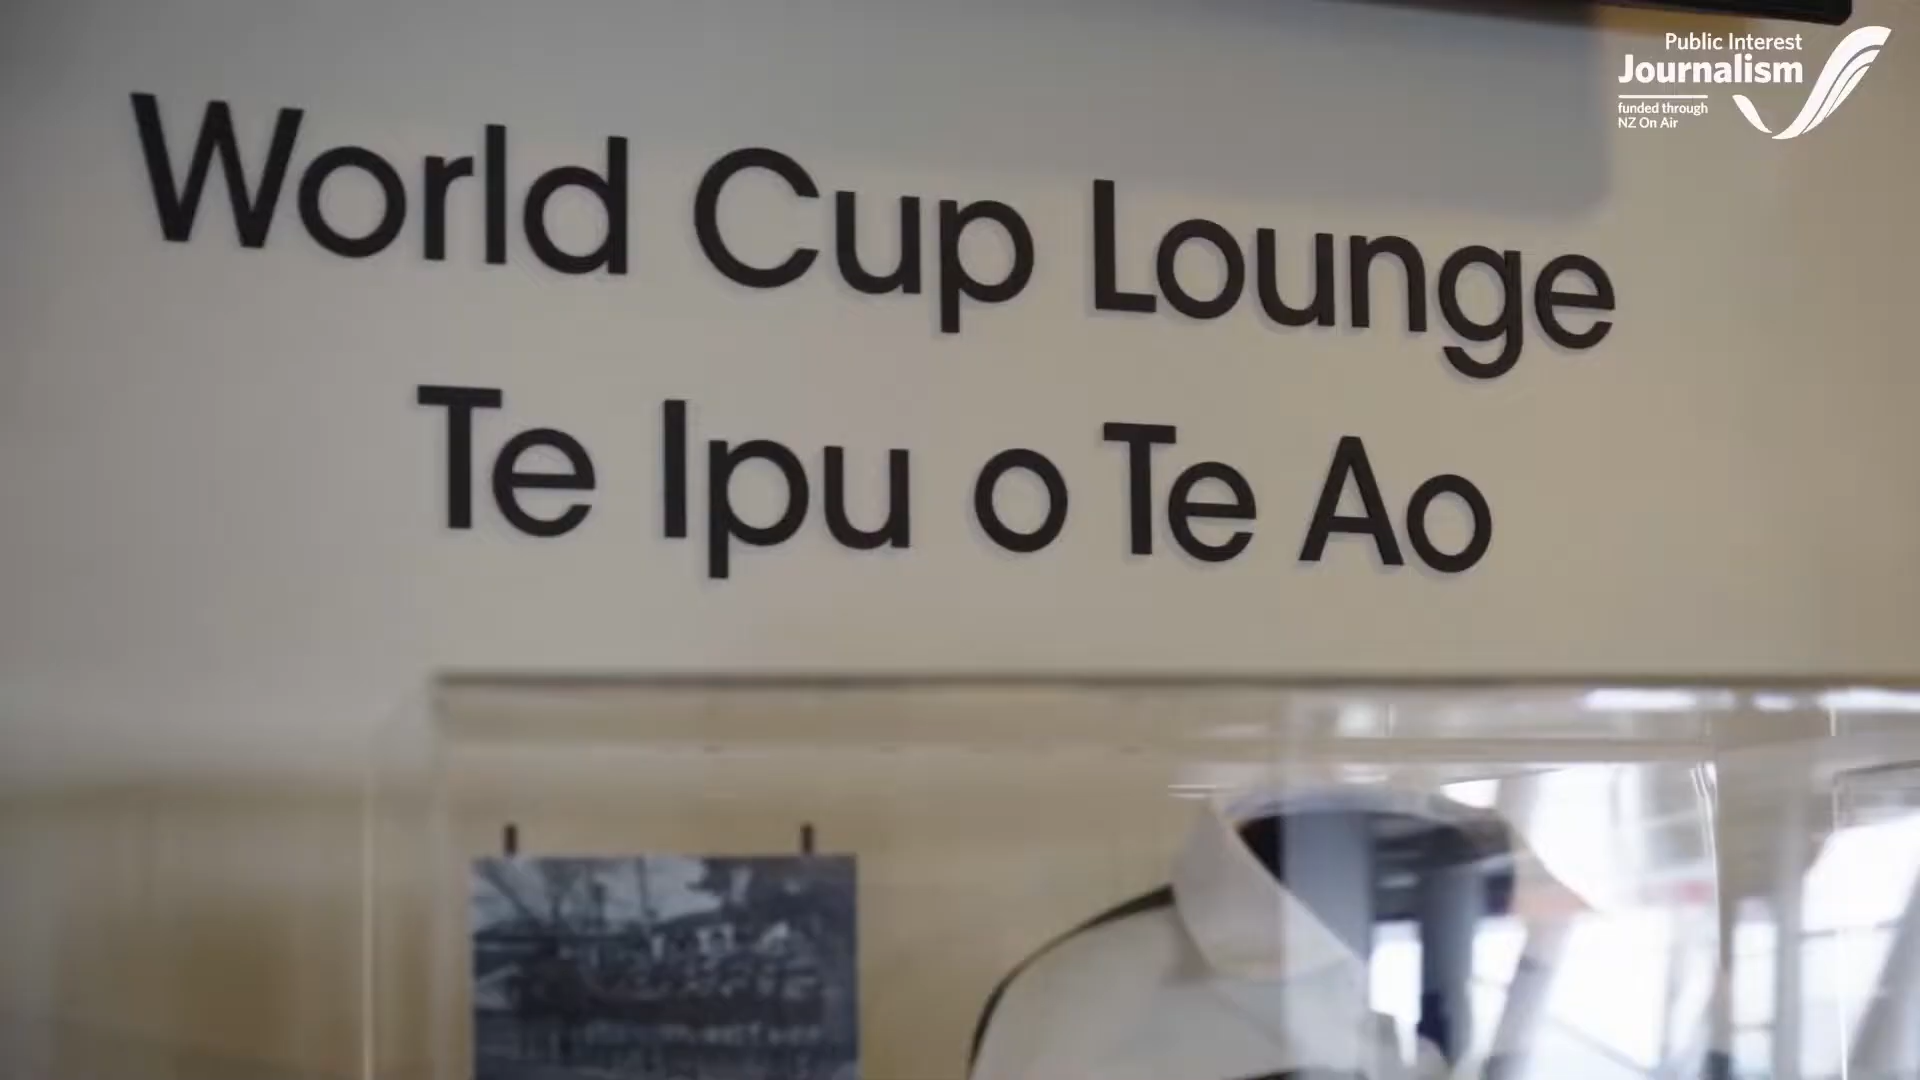 Public Interest
Journalism
funded through
NZ On Air
World Cup Lounge
Te Ipu o Te Ao